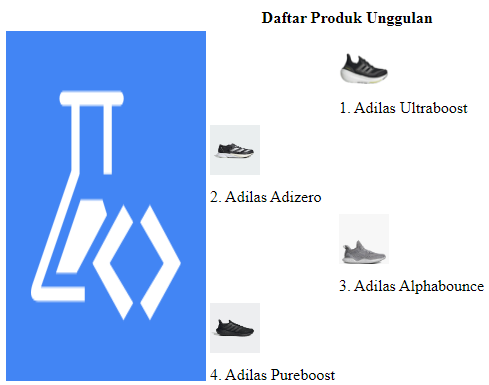 Daftar Produk Unggulan
1. Adilas Ultraboost
2. Adilas Adizero
3. Adilas Alphabounce
4. Adilas Pureboost